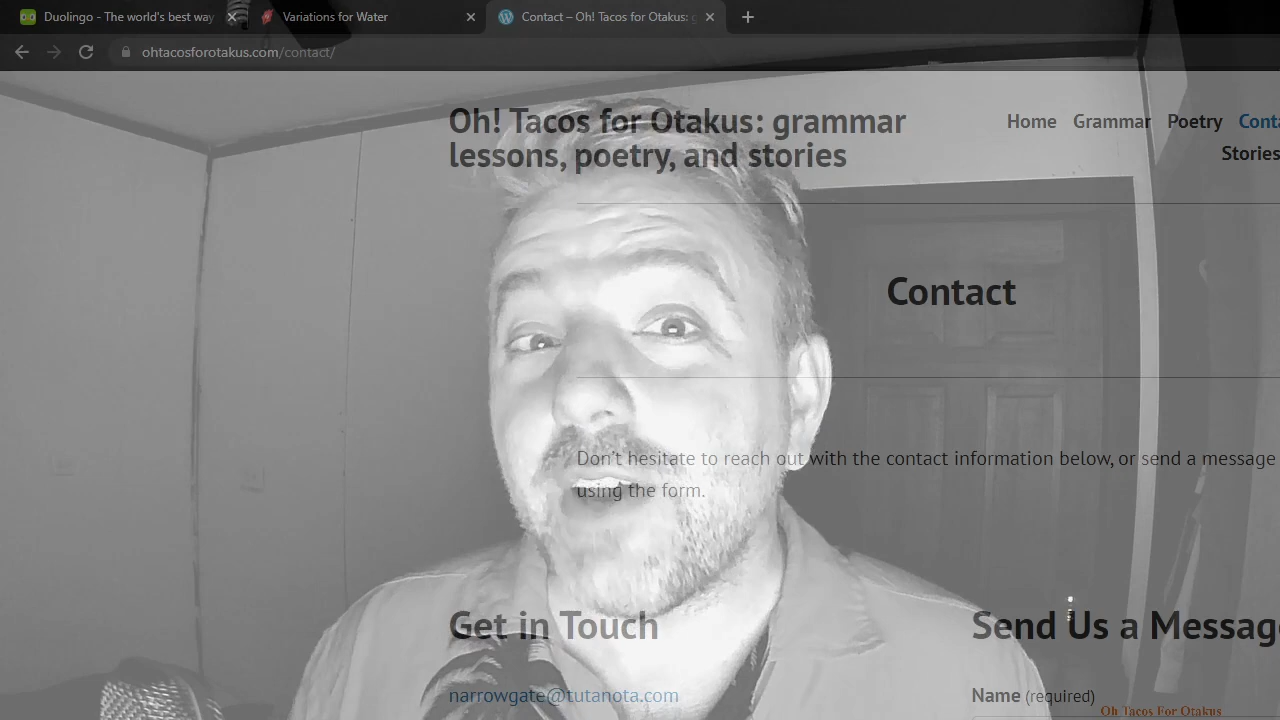 Duolingo - The world's best way
Variations for Water
Contact – Oh! Tacos for Otakus: g
ohtacosforotakus.com/contact/
Oh! Tacos for Otakus: grammar
lessons, poetry, and stories
Home Grammar Poetry Conta
Stories
Contact
Don't hesitate to reach out with the contact information below, or send a message
using the form.
Get in Touch
Send Us a Messag
narrowgate@tutanota.com
Name (required)
Oh Tacos For Otakus